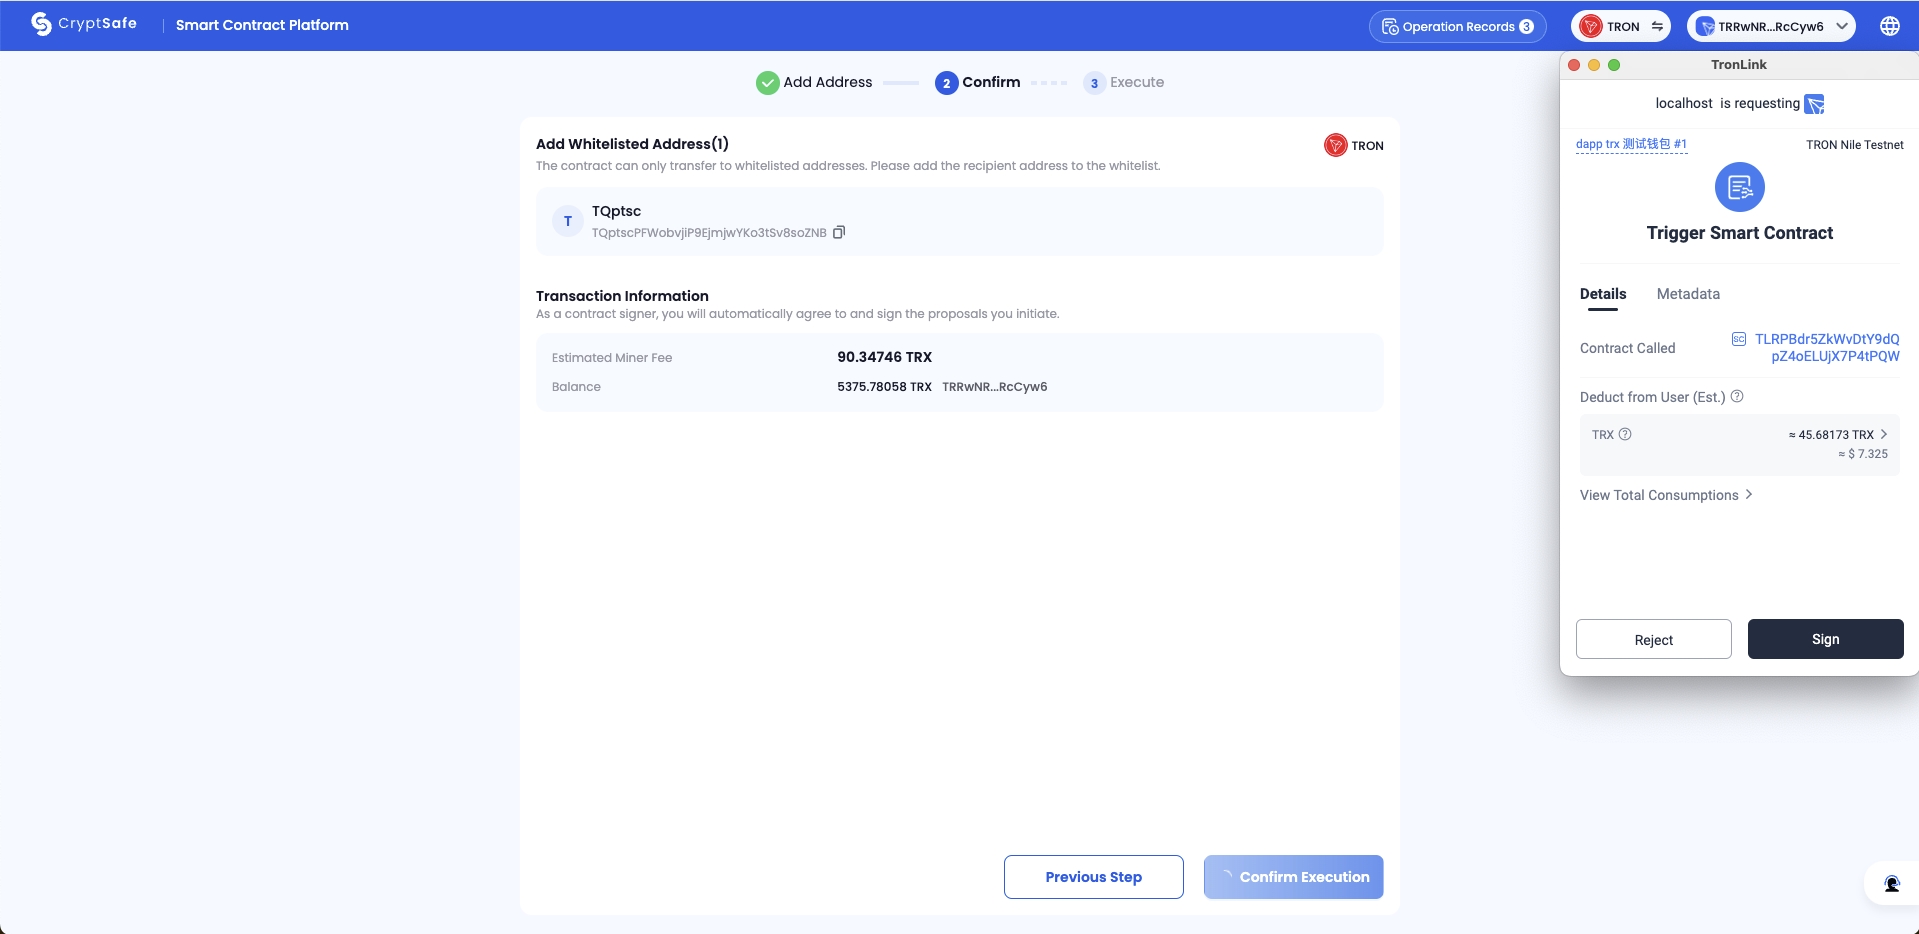 CryptSafe
Smart Contract Platform
Operation Records 3
TRON
TRRwNR...RcCyw6
Add Address
2 Confirm
3 Execute
Add Whitelisted Address(1)
TRON
The contract can only transfer to whitelisted addresses. Please add the recipient address to the whitelist.
T
TQptsc
TQptscPFWobvjiP9EjmjwYKo3tSv8soZNB
Transaction Information
As a contract signer, you will automatically agree to and sign the proposals you initiate.
Estimated Miner Fee 90.34746 TRX
Balance 5375.78058 TRX TRRwNR...RcCyw6
Previous Step
Confirm Execution
TronLink
localhost is requesting
dapp trx 测试钱包 #1
TRON Nile Testnet
Trigger Smart Contract
Details Metadata
Contract Called
SC TLRPBdr5ZkWvDtY9dQ
pZ4oELUjX7P4tPQW
Deduct from User (Est.) ?
TRX ? ≈ 45.68173 TRX
≈ $ 7.325
View Total Consumptions
Reject
Sign